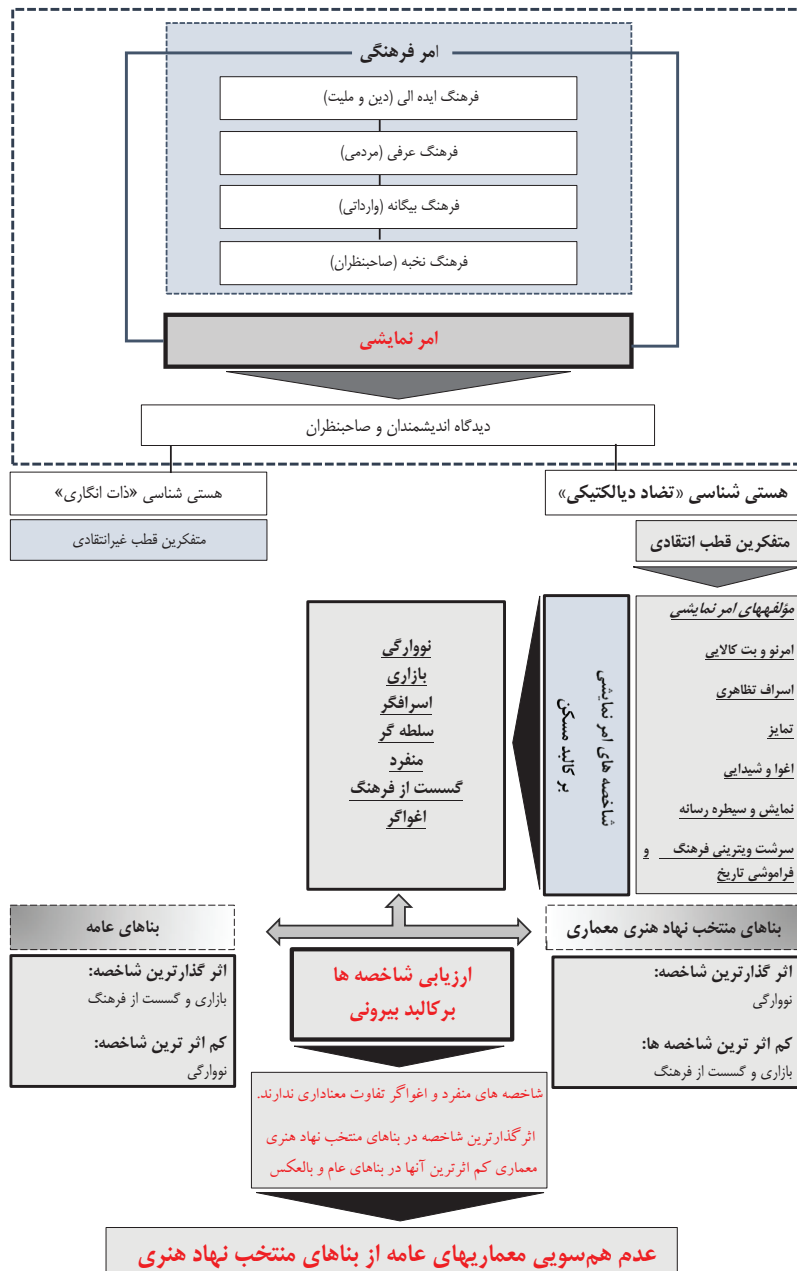 امر فرهنگی
فرهنگ ایده الی (دین و ملیت)
فرهنگ عرفی (مردمی)
فرهنگ بیگانه (وارداتی)
فرهنگ نخبه (صاحبنظران)
امر نمایشی
دیدگاه اندیشمندان و صاحبنظران
هستی شناسی «تضاد دیالکتیکی»
متفکرین قطب انتقادی
هستی شناسی «ذات انگاری»
متفکرین قطب غیرانتقادی
مؤلفههای امر نمایشی
امرنو و بت کالایی
اسراف تظاهری
تمایز
اغوا و شیدایی
نمایش و سیطره رسانه
سرشت ویترینی فرهنگ و
فراموشی تاریخ
شاخصه های امر نمایشی
بر کالبد مسکن
نووارگی
بازاری
اسرافگر
سلطه گر
منفرد
گسست از فرهنگ
اغواگر
بناهای منتخب نهاد هنری معماری
اثر گذارترین شاخصه:
نووارگی
کم اثر ترین شاخصه ها:
بازاری و گسست از فرهنگ
بناهای عامه
اثر گذارترین شاخصه:
بازاری و گسست از فرهنگ
کم اثر ترین شاخصه:
نووارگی
ارزیابی شاخصه ها
برکالبد بیرونی
شاخصه های منفرد و اغواگر تفاوت معناداری ندارند.
اثرگذارترین شاخصه در بناهای منتخب نهاد هنری
معماری کم اثرترین آنها در بناهای عام و بالعکس
عدم هم‌سویی معماریهای عامه از بناهای منتخب نهاد هنری